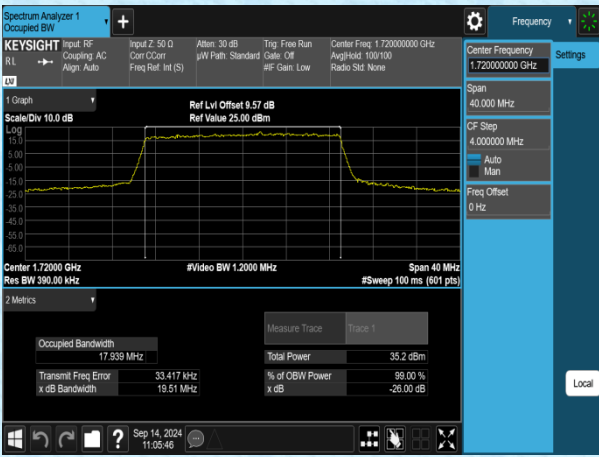 Spectrum Analyzer 1
Occupied BW
Frequency
KEYSIGHT
RL
LXI
Input: RF
Coupling: AC
Align: Auto
Input Z: 50 Ω
Corr CCorr
Freq Ref: Int (S)
Atten: 30 dB
µW Path: Standard
Trig: Free Run
Gate: Off
#IF Gain: Low
Center Freq: 1.720000000 GHz
Avg|Hold: 100/100
Radio Std: None
Center Frequency
1.720000000 GHz
Settings
Span
40.000 MHz
CF Step
4.000000 MHz
Auto
Man
Freq Offset
0 Hz
Local
1 Graph
Scale/Div 10.0 dB
Ref Lvl Offset 9.57 dB
Ref Value 25.00 dBm
Log
15.0
5.00
-5.00
-15.0
-25.0
-35.0
-45.0
-55.0
-65.0
Center 1.72000 GHz
#Video BW 1.2000 MHz
Span 40 MHz
Res BW 390.00 kHz
#Sweep 100 ms (601 pts)
2 Metrics
Measure Trace
Trace 1
Occupied Bandwidth
17.939 MHz
Total Power
35.2 dBm
Transmit Freq Error
33.417 kHz
% of OBW Power
99.00 %
x dB Bandwidth
19.51 MHz
x dB
-26.00 dB
?
Sep 14, 2024
11:05:46